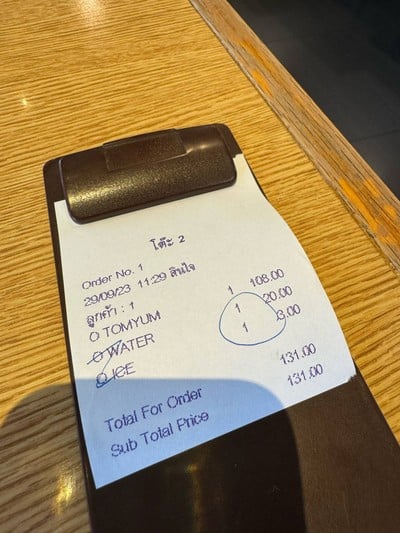 โต๊ะ 2
Order No. 1
29/09/23 11:29 สินใจ
ลูกค้า : 1
O TOMYUM 1 108.00
O WATER 1 20.00
O ICE 1 3.00
Total For Order 131.00
Sub Total Price 131.00